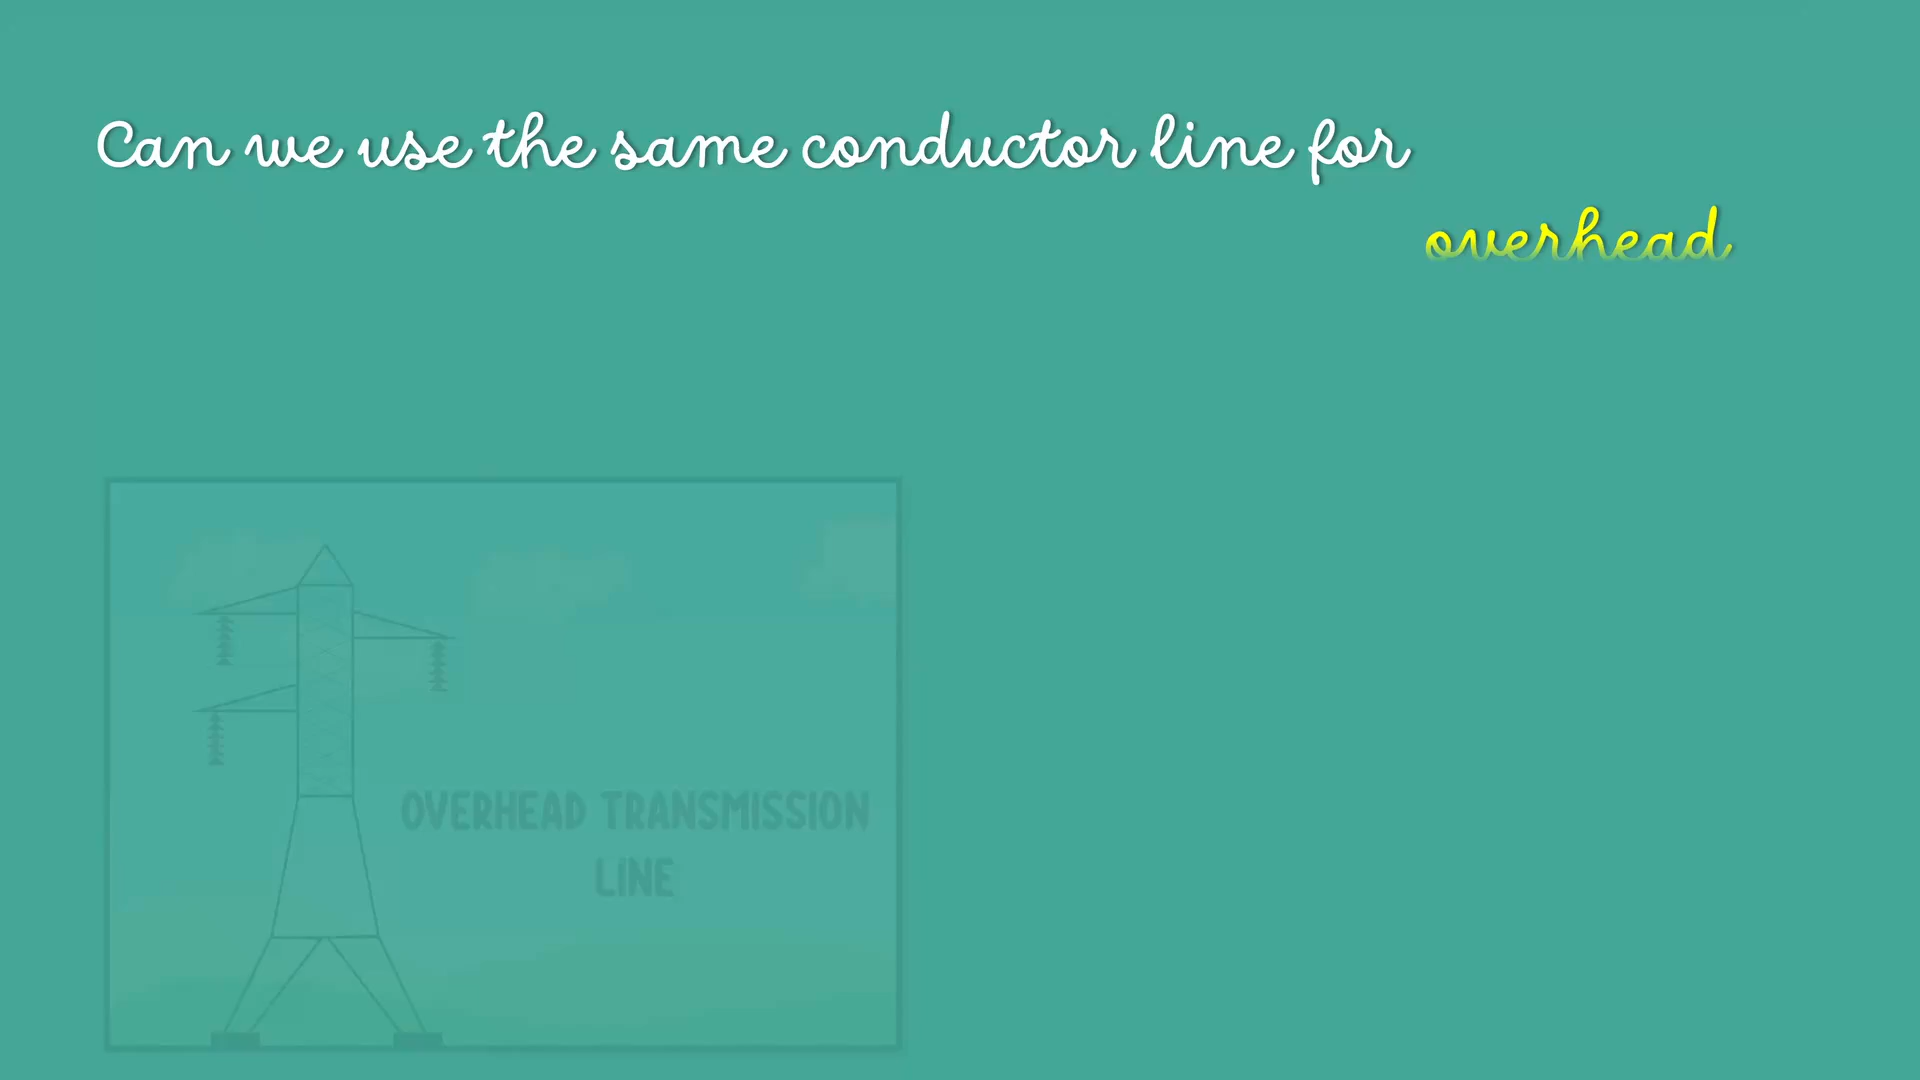 Can we use the same conductor line for
overhead
OVERHEAD TRANSMISSION
LINE